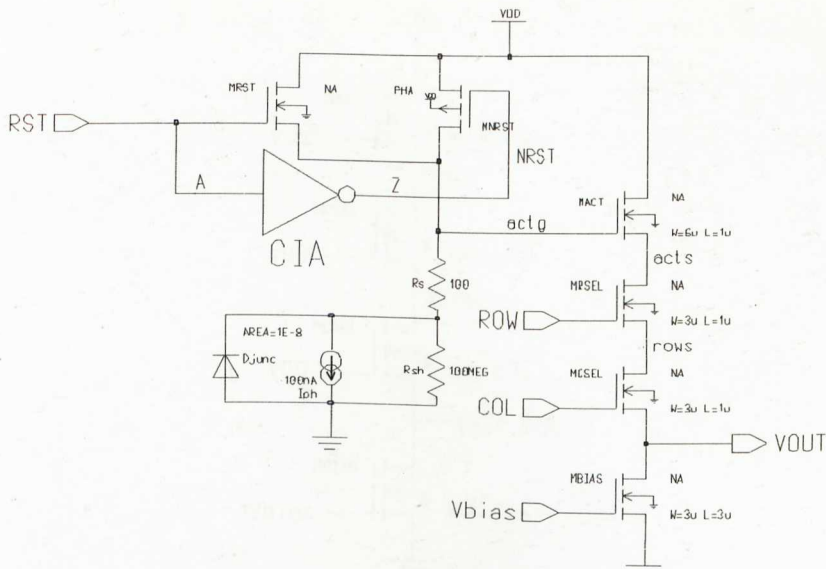 VDD
MRST
NA
PHA
VDD
MNRST
RST
NRST
A
Z
CIA
MACT
NA
actg
W=6u L=1u
acts
Rs
100
MRSEL
NA
ROW
W=3u L=1u
rows
AREA=1E-8
Djunc
100nA
Iph
Rsh
100MEG
MCSEL
NA
COL
W=3u L=1u
VOUT
MBIAS
NA
Vbias
W=3u L=3u